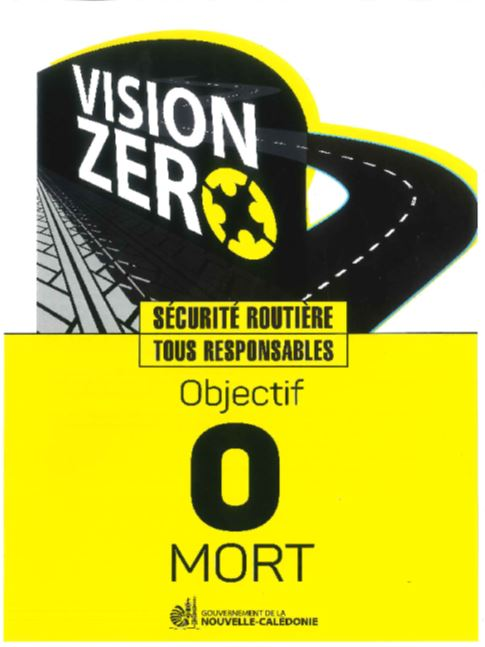 VISION
ZERO
SÉCURITÉ ROUTIÈRE
TOUS RESPONSABLES
Objectif
0
MORT
GOUVERNEMENT DE LA
NOUVELLE-CALÉDONIE